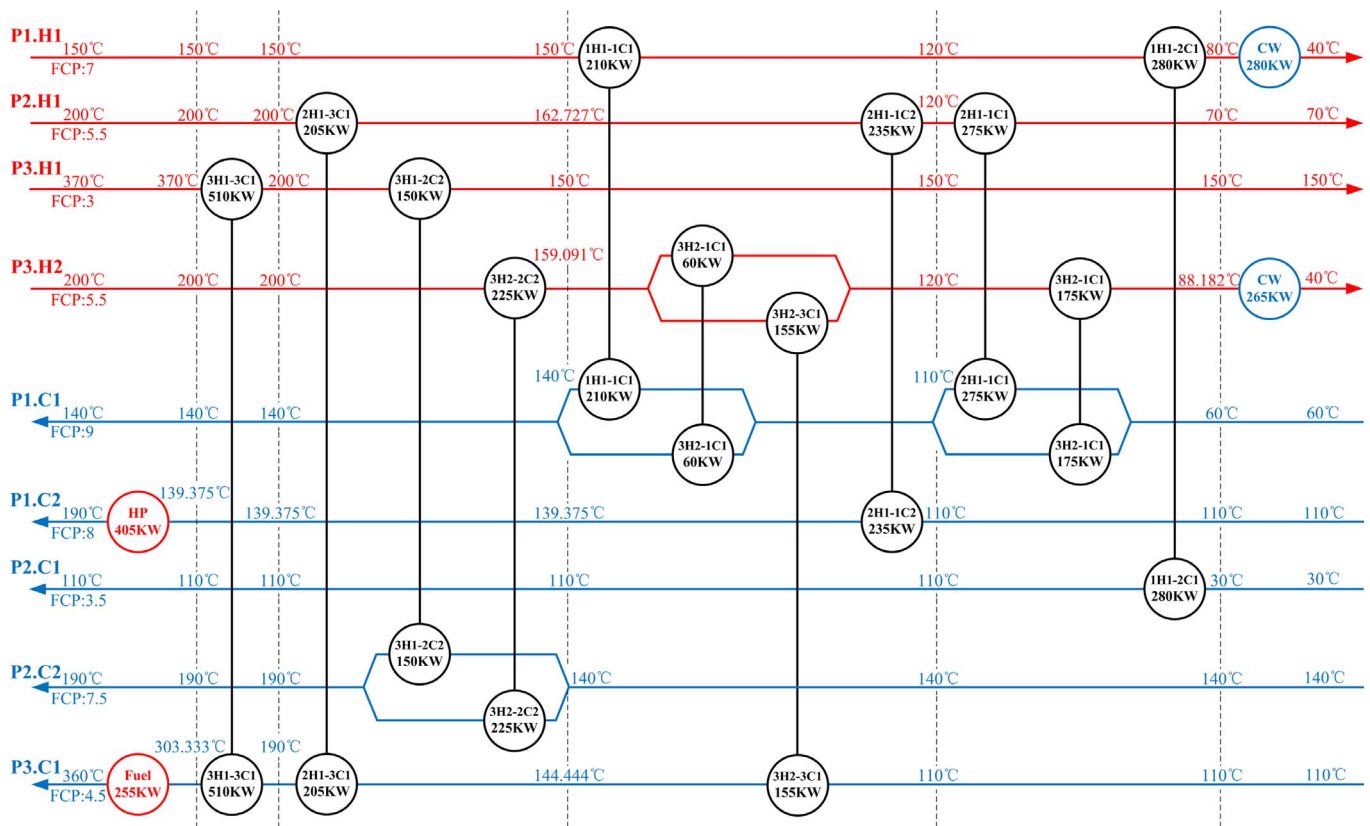 P1.H1
150℃ 150℃ 150℃ 150℃ 1H1-1C1 210KW 120℃ 1H1-2C1 280KW 80℃ CW 280KW 40℃
FCP:7
P2.H1
200℃ 200℃ 200℃ 2H1-3C1 205KW 162.727℃ 2H1-1C2 235KW 120℃ 2H1-1C1 275KW 70℃ 70℃
FCP:5.5
P3.H1
370℃ 370℃ 3H1-3C1 510KW 200℃ 3H1-2C2 150KW 150℃ 150℃ 150℃ 150℃
FCP:3
3H2-1C1
60KW
P3.H2
200℃ 200℃ 200℃ 3H2-2C2 225KW 159.091℃ 120℃ 3H2-1C1 175KW 88.182℃ CW 265KW 40℃
FCP:5.5
3H2-3C1
155KW
140℃ 1H1-1C1 210KW 110℃ 2H1-1C1 275KW
P1.C1
140℃ 140℃ 140℃ 60℃ 60℃
FCP:9
3H2-1C1 60KW 3H2-1C1 175KW
P1.C2
190℃ HP 405KW 139.375℃ 139.375℃ 139.375℃ 2H1-1C2 235KW 110℃ 110℃ 110℃
FCP:8
P2.C1
110℃ 110℃ 110℃ 110℃ 110℃ 1H1-2C1 280KW 30℃ 30℃
FCP:3.5
3H1-2C2
150KW
P2.C2
190℃ 190℃ 190℃ 140℃ 140℃ 140℃ 140℃
FCP:7.5
3H2-2C2
225KW
P3.C1
360℃ Fuel 255KW 303.333℃ 3H1-3C1 510KW 190℃ 2H1-3C1 205KW 144.444℃ 3H2-3C1 155KW 110℃ 110℃ 110℃
FCP:4.5